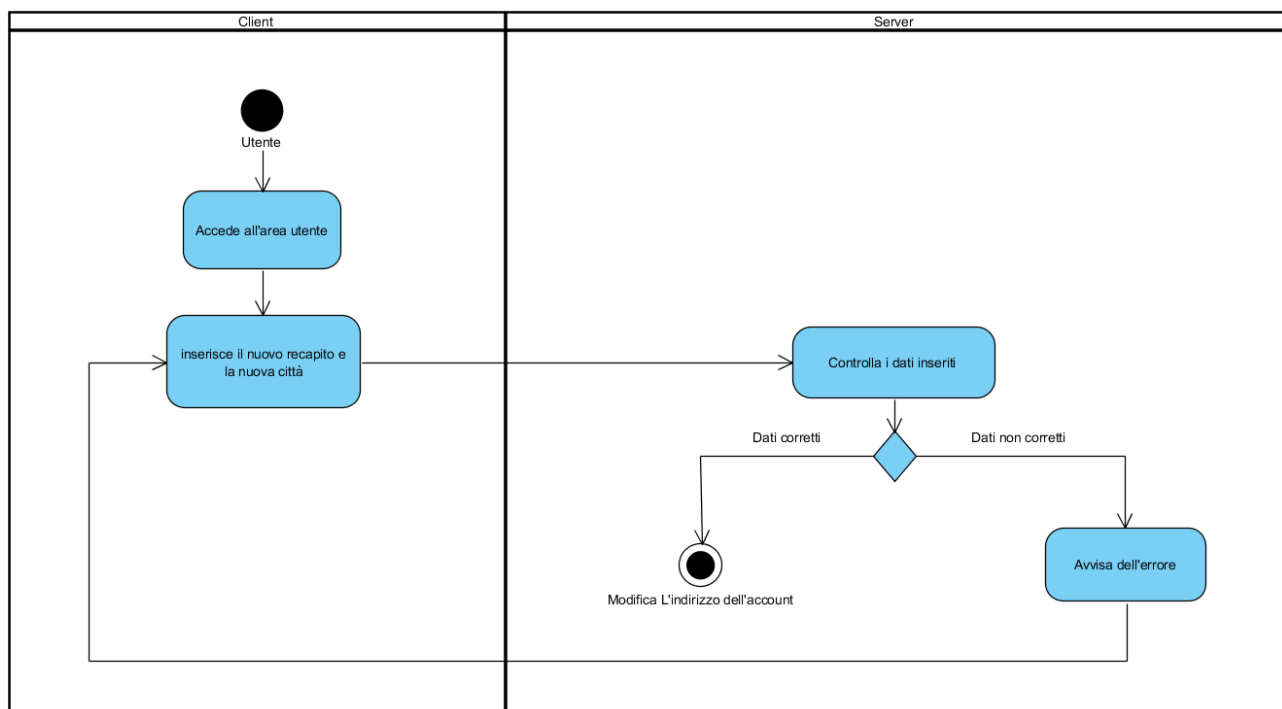 Client
Server
Utente
Accede all'area utente
inserisce il nuovo recapito e
la nuova città
Controlla i dati inseriti
Dati corretti
Dati non corretti
Avvisa dell'errore
Modifica L'indirizzo dell'account